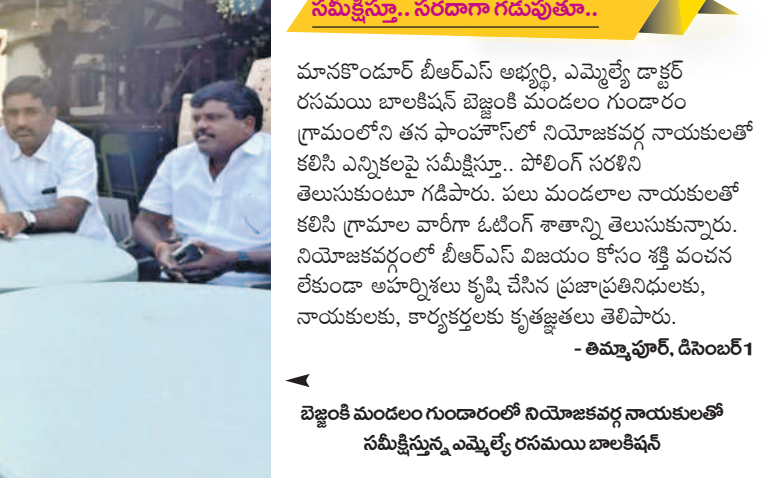 సమీక్షిస్తూ.. సరదాగా గడుపుతూ..
మానకొండూర్ బీఆర్ఎస్ అభ్యర్థి, ఎమ్మెల్యే డాక్టర్
రసమయి బాలకిషన్ బెజ్జంకి మండలం గుండారం
గ్రామంలోని తన ఫాంహౌస్‌లో నియోజకవర్గ నాయకులతో
కలిసి ఎన్నికలపై సమీక్షిస్తూ.. పోలింగ్ సరళిని
తెలుసుకుంటూ గడిపారు. పలు మండలాల నాయకులతో
కలిసి గ్రామాల వారీగా ఓటింగ్ శాతాన్ని తెలుసుకున్నారు.
నియోజకవర్గంలో బీఆర్ఎస్ విజయం కోసం శక్తి వంచన
లేకుండా అహర్నిశలు కృషి చేసిన ప్రజాప్రతినిధులకు,
నాయకులకు, కార్యకర్తలకు కృతజ్ఞతలు తెలిపారు.
- తిమ్మాపూర్, డిసెంబర్ 1
బెజ్జంకి మండలం గుండారంలో నియోజకవర్గ నాయకులతో
సమీక్షిస్తున్న ఎమ్మెల్యే రసమయి బాలకిషన్